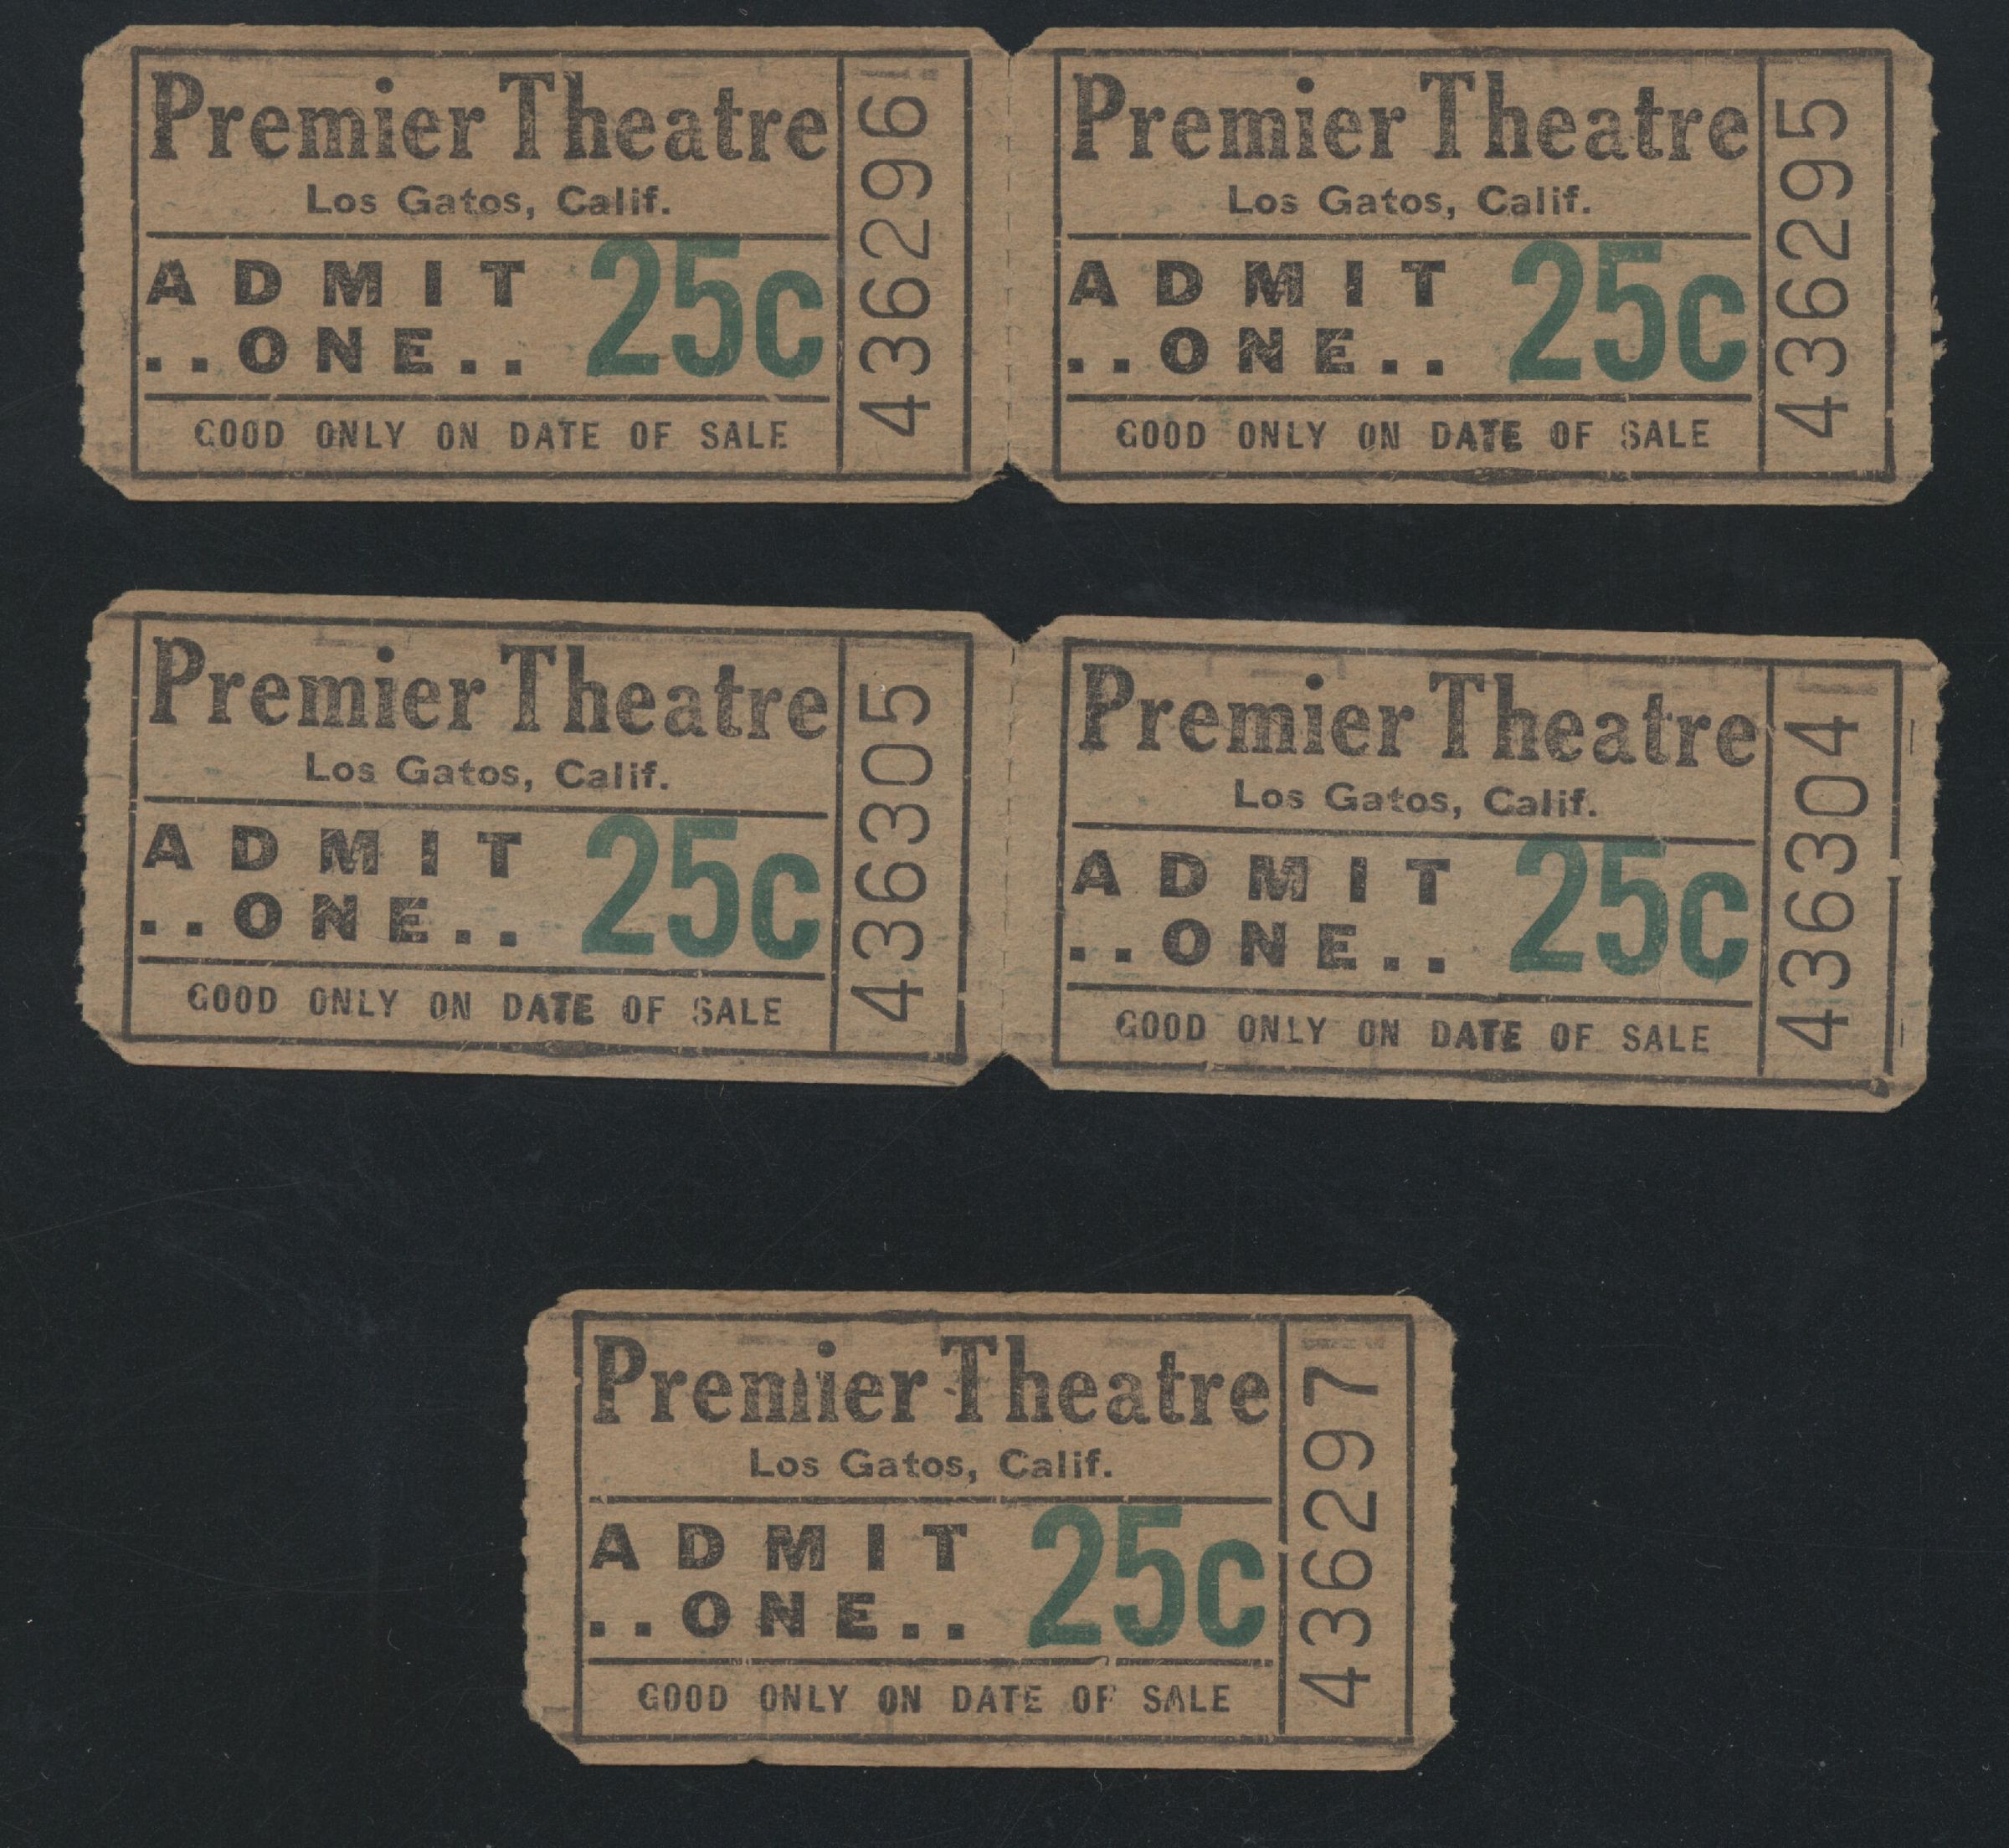 Premier Theatre
Los Gatos, Calif.
ADMIT
..ONE..
25c
GOOD ONLY ON DATE OF SALE
436296
Premier Theatre
Los Gatos, Calif.
ADMIT
..ONE..
25c
GOOD ONLY ON DATE OF SALE
436295
Premier Theatre
Los Gatos, Calif.
ADMIT
..ONE..
25c
GOOD ONLY ON DATE OF SALE
436305
Premier Theatre
Los Gatos, Calif.
ADMIT
..ONE..
25c
GOOD ONLY ON DATE OF SALE
436304
Premier Theatre
Los Gatos, Calif.
ADMIT
..ONE..
25c
GOOD ONLY ON DATE OF SALE
436297